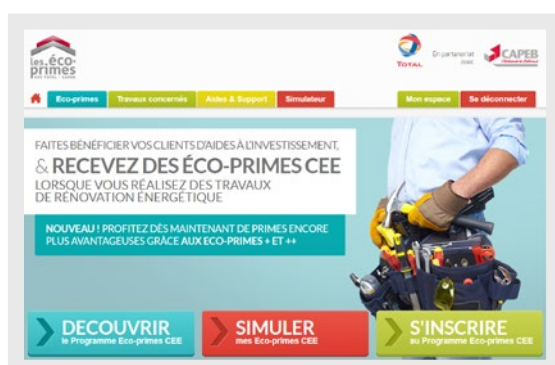 les éco-
primes
TOTAL
En partenariat
avec
CAPEB
Eco-primes
Travaux concernés
Aides & Support
Simulateur
Mon espace
Se déconnecter
FAITES BÉNÉFICIER VOS CLIENTS D'AIDES À L'INVESTISSEMENT,
& RECEVEZ DES ÉCO-PRIMES CEE
LORSQUE VOUS RÉALISEZ DES TRAVAUX
DE RÉNOVATION ÉNERGÉTIQUE
NOUVEAU ! PROFITEZ DÈS MAINTENANT DE PRIMES ENCORE
PLUS AVANTAGEUSES GRÂCE AUX ECO-PRIMES + ET ++
DECOUVRIR
le Programme Eco-primes CEE
SIMULER
mes Eco-primes CEE
S'INSCRIRE
au Programme Eco-primes CEE